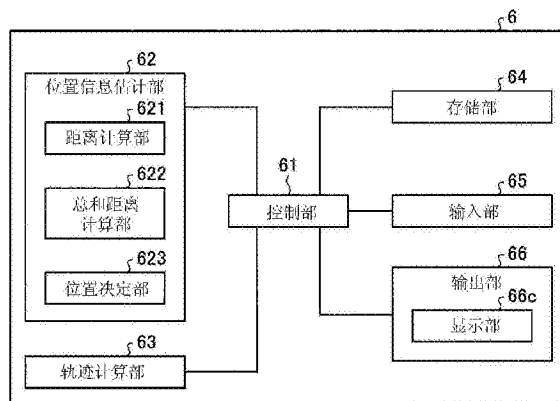 6
62
位置信息估计部
621
距离计算部
622
总和距离
计算部
623
位置决定部
63
轨迹计算部
61
控制部
64
存储部
65
输入部
66
输出部
66c
显示部